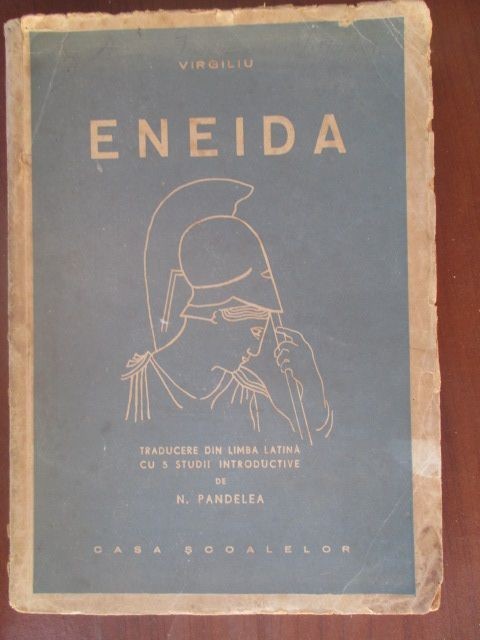 VIRGILIU
ENEIDA
TRADUCERE DIN LIMBA LATINĂ
CU 5 STUDII INTRODUCTIVE
DE
N. PANDELEA
CASA ȘCOALELOR